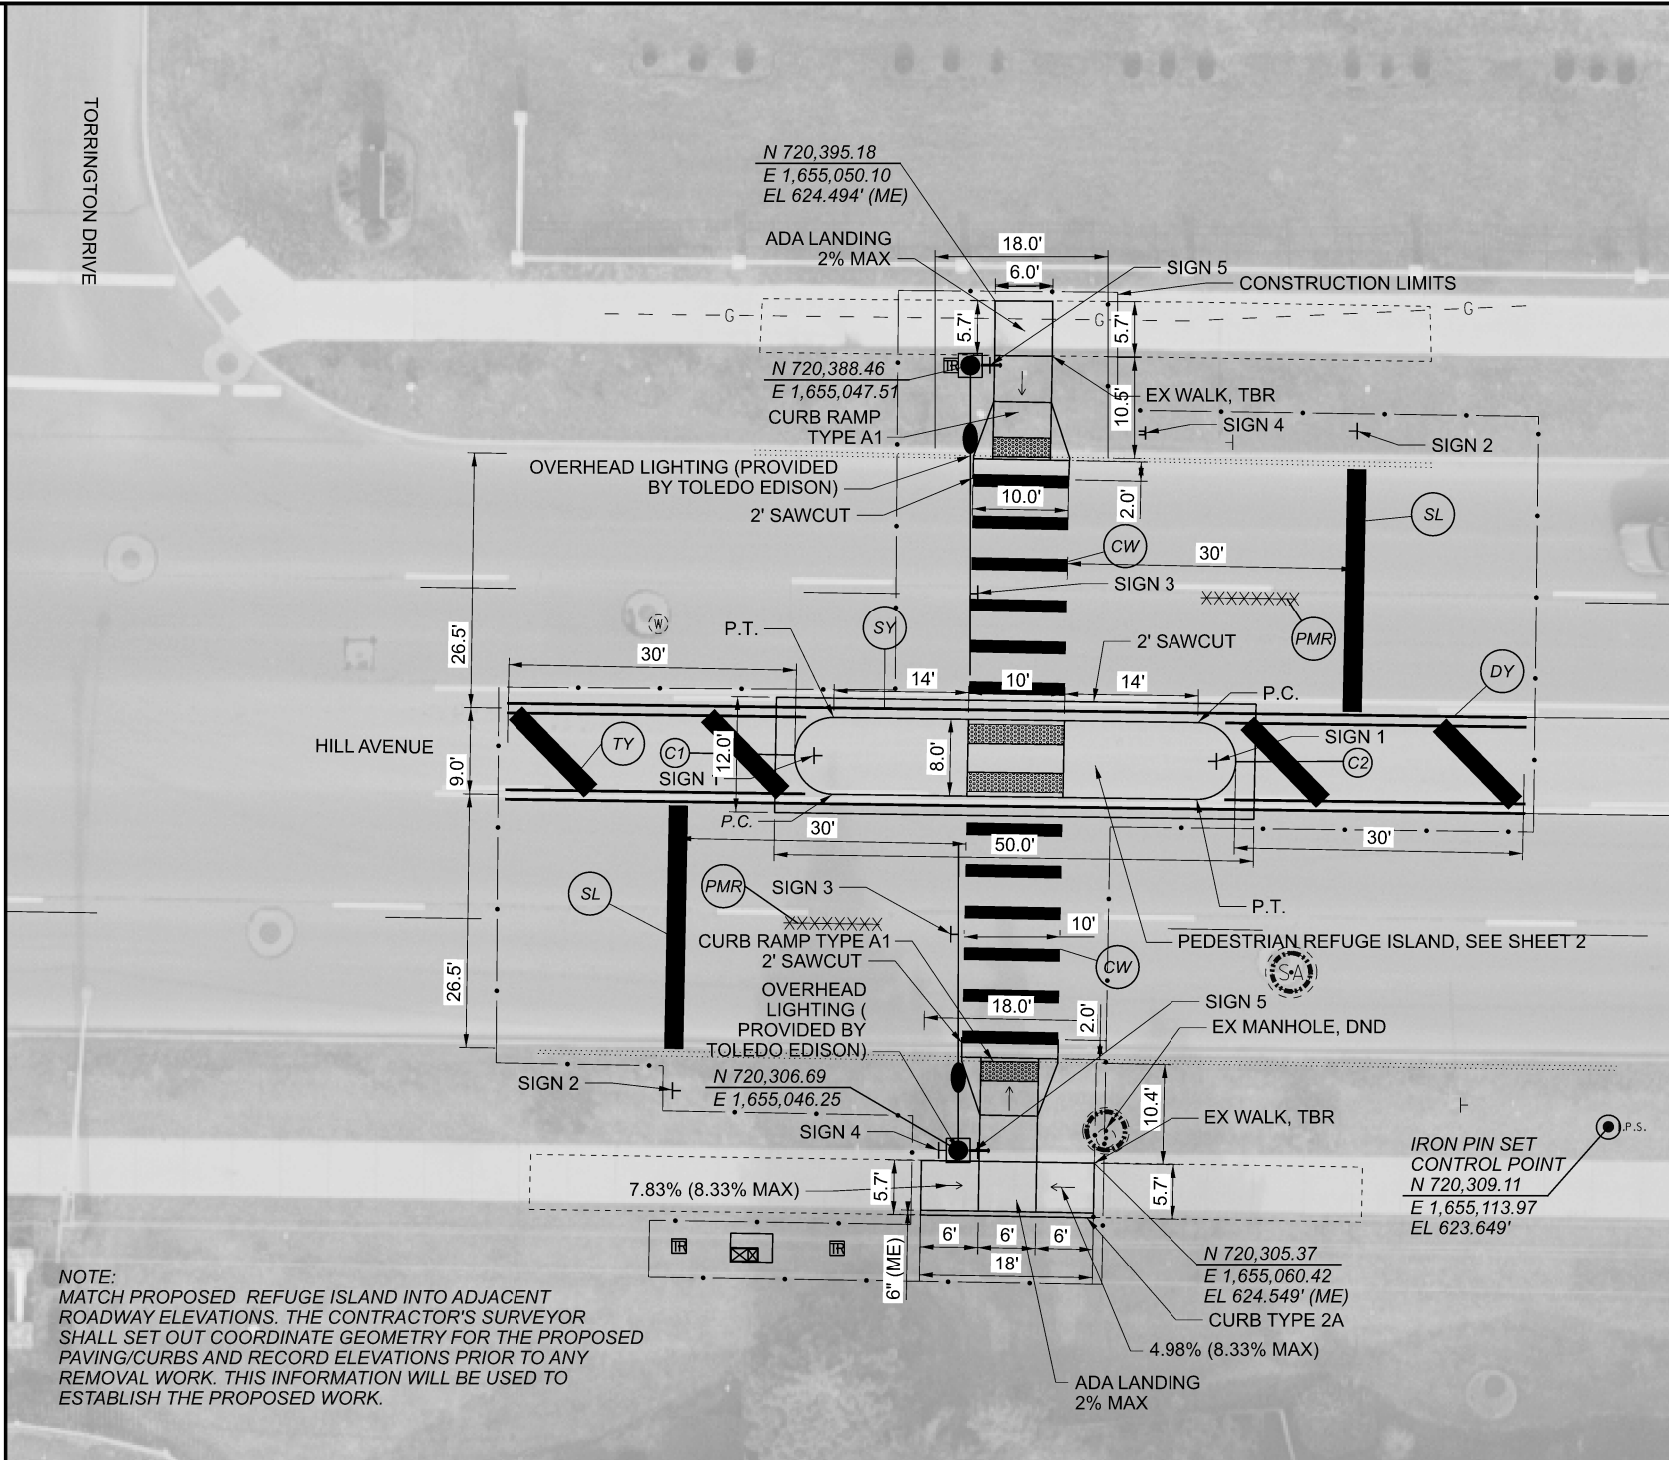 TORRINGTON DRIVE
N 720,395.18
E 1,655,050.10
EL 624.494' (ME)
ADA LANDING
2% MAX
18.0'
6.0'
SIGN 5
CONSTRUCTION LIMITS
G
G
G
5.7'
5.7'
TR
N 720,388.46
E 1,655,047.51
10.5'
EX WALK, TBR
CURB RAMP
TYPE A1
SIGN 4
SIGN 2
OVERHEAD LIGHTING (PROVIDED
BY TOLEDO EDISON)
2' SAWCUT
10.0'
2.0'
SL
CW
30'
SIGN 3
26.5'
W
P.T.
SY
2' SAWCUT
PMR
30'
14'
10'
14'
P.C.
DY
HILL AVENUE
9.0'
TY
C1
SIGN 1
12.0'
8.0'
SIGN 1
C2
P.C.
30'
50.0'
30'
26.5'
SL
PMR
SIGN 3
10'
P.T.
CURB RAMP TYPE A1
2' SAWCUT
CW
PEDESTRIAN REFUGE ISLAND, SEE SHEET 2
SA
OVERHEAD
LIGHTING (
PROVIDED BY
TOLEDO EDISON)
18.0'
2.0'
SIGN 5
EX MANHOLE, DND
SIGN 2
N 720,306.69
E 1,655,046.25
SIGN 4
10.4'
EX WALK, TBR
I.P.S.
IRON PIN SET
CONTROL POINT
N 720,309.11
E 1,655,113.97
EL 623.649'
7.83% (8.33% MAX)
5.7'
5.7'
6'
6'
6'
18'
6" (ME)
TR
TR
N 720,305.37
E 1,655,060.42
EL 624.549' (ME)
CURB TYPE 2A
4.98% (8.33% MAX)
ADA LANDING
2% MAX
NOTE:
MATCH PROPOSED REFUGE ISLAND INTO ADJACENT
ROADWAY ELEVATIONS. THE CONTRACTOR'S SURVEYOR
SHALL SET OUT COORDINATE GEOMETRY FOR THE PROPOSED
PAVING/CURBS AND RECORD ELEVATIONS PRIOR TO ANY
REMOVAL WORK. THIS INFORMATION WILL BE USED TO
ESTABLISH THE PROPOSED WORK.